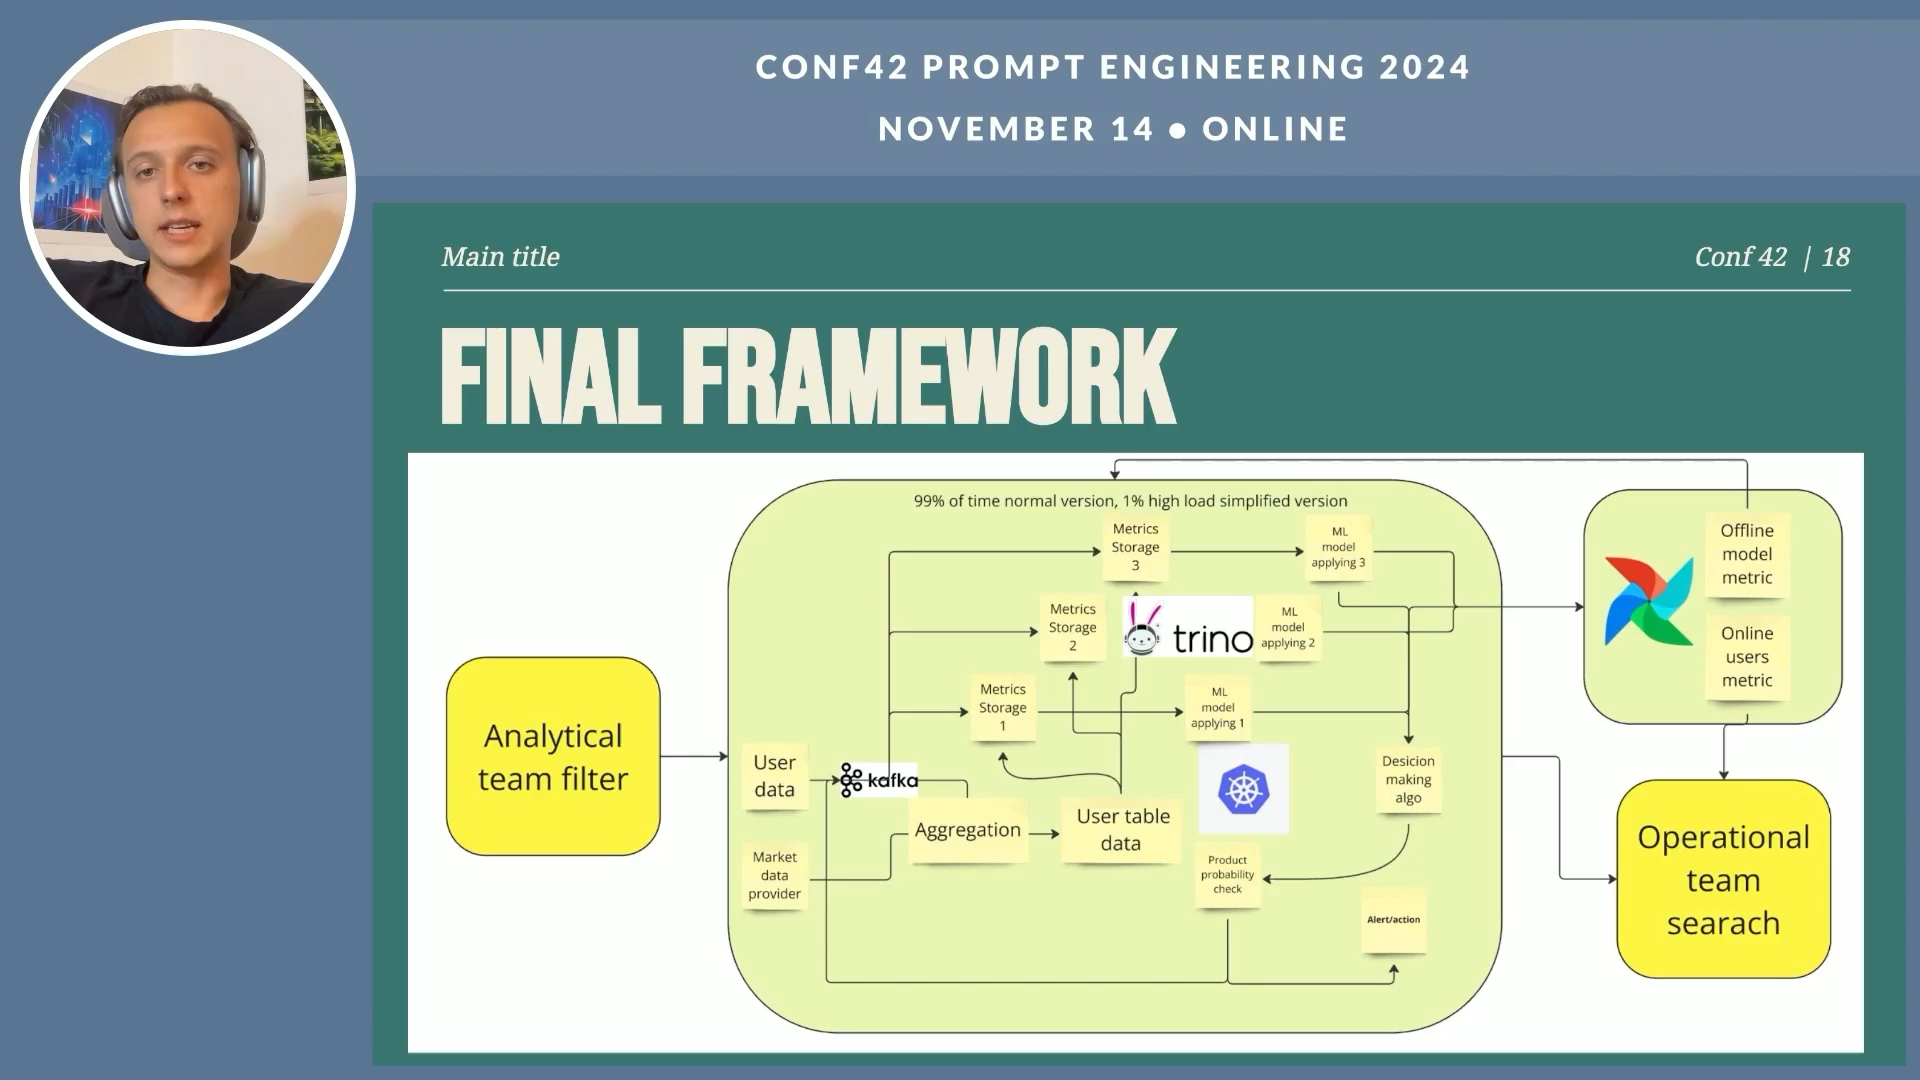 CONF42 PROMPT ENGINEERING 2024
NOVEMBER 14 ● ONLINE
Main title
Conf 42 | 18
FINAL FRAMEWORK
99% of time normal version, 1% high load simplified version
Metrics
Storage
3
ML
model
applying 3
Offline
model
metric
Metrics
Storage
2
trino
ML
model
applying 2
Online
users
metric
Metrics
Storage
1
ML
model
applying 1
Analytical
team filter
User
data
kafka
Desicion
making
algo
Aggregation
User table
data
Market
data
provider
Product
probability
check
Alert/action
Operational
team
searach